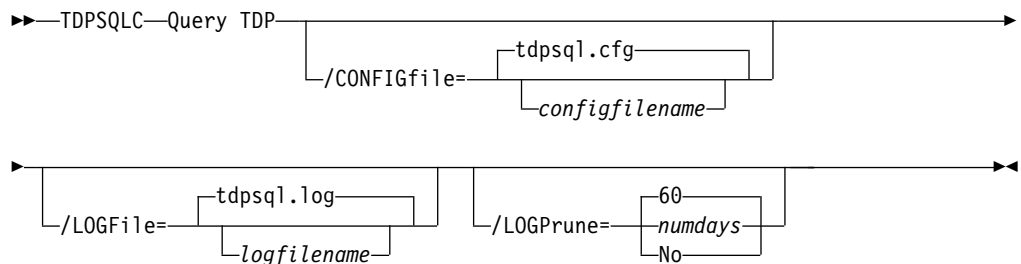 TDPSQLC Query TDP
tdpsql.cfg
/CONFIGfile=
configfilename
tdpsql.log
/LOGFile=
logfilename
60
/LOGPrune=
numdays
No